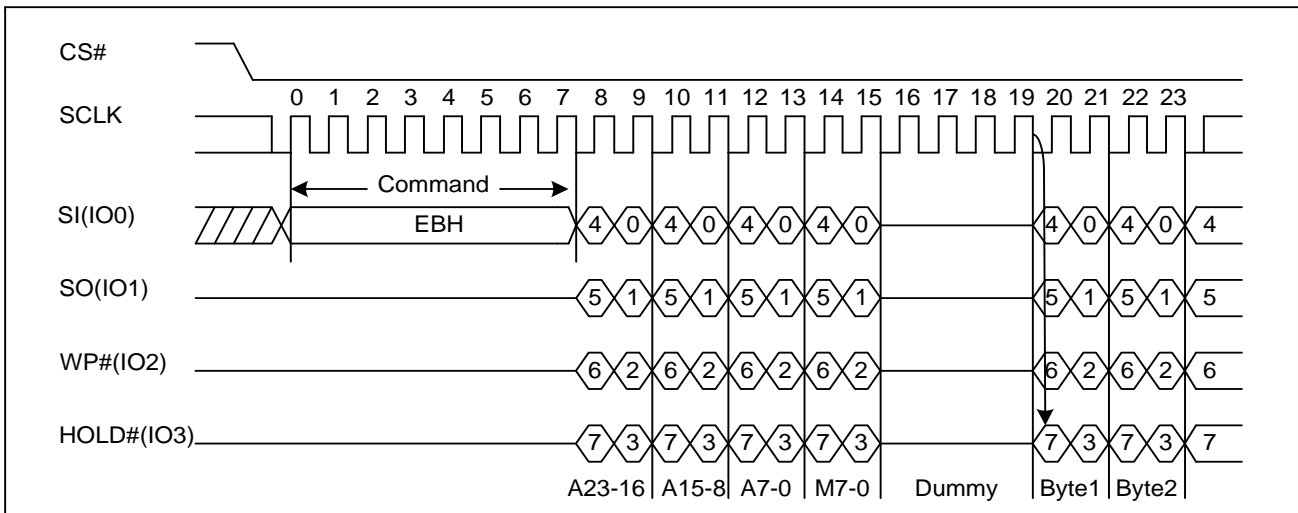 CS#
0 1 2 3 4 5 6 7 8 9 10 11 12 13 14 15 16 17 18 19 20 21 22 23
SCLK
Command
SI(IO0) EBH 4 0 4 0 4 0 4 0 4 0 4 0 4
SO(IO1) 5 1 5 1 5 1 5 1 5 1 5 1 5
WP#(IO2) 6 2 6 2 6 2 6 2 6 2 6 2 6
HOLD#(IO3) 7 3 7 3 7 3 7 3 7 3 7 3 7
A23-16 A15-8 A7-0 M7-0 Dummy Byte1 Byte2